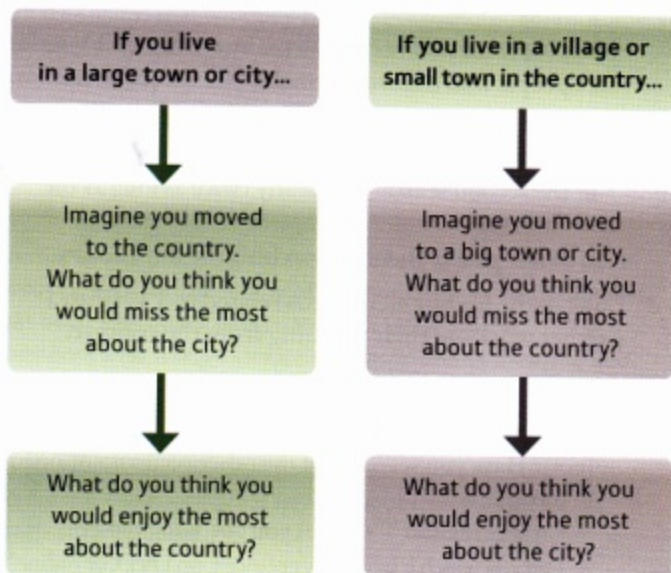 If you live
in a large town or city...
Imagine you moved
to the country.
What do you think you
would miss the most
about the city?
What do you think you
would enjoy the most
about the country?
If you live in a village or
small town in the country...
Imagine you moved
to a big town or city.
What do you think you
would miss the most
about the country?
What do you think you
would enjoy the most
about the city?